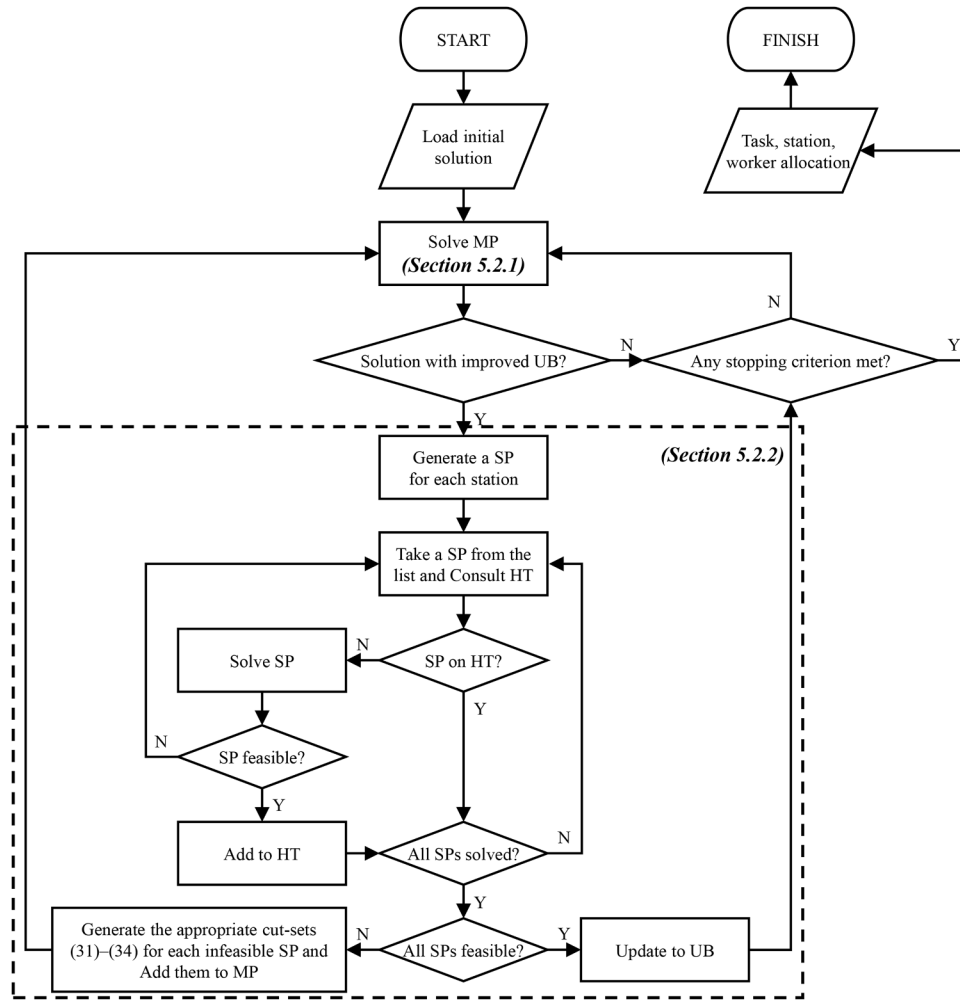 START
FINISH
Load initial
solution
Task, station,
worker allocation
Solve MP
(Section 5.2.1)
N
Solution with improved UB?
N
Any stopping criterion met?
Y
Y
(Section 5.2.2)
Generate a SP
for each station
Take a SP from the
list and Consult HT
Solve SP
N
SP on HT?
Y
N
SP feasible?
Y
Add to HT
All SPs solved?
N
Y
Generate the appropriate cut-sets
(31)–(34) for each infeasible SP and
Add them to MP
N
All SPs feasible?
Y
Update to UB